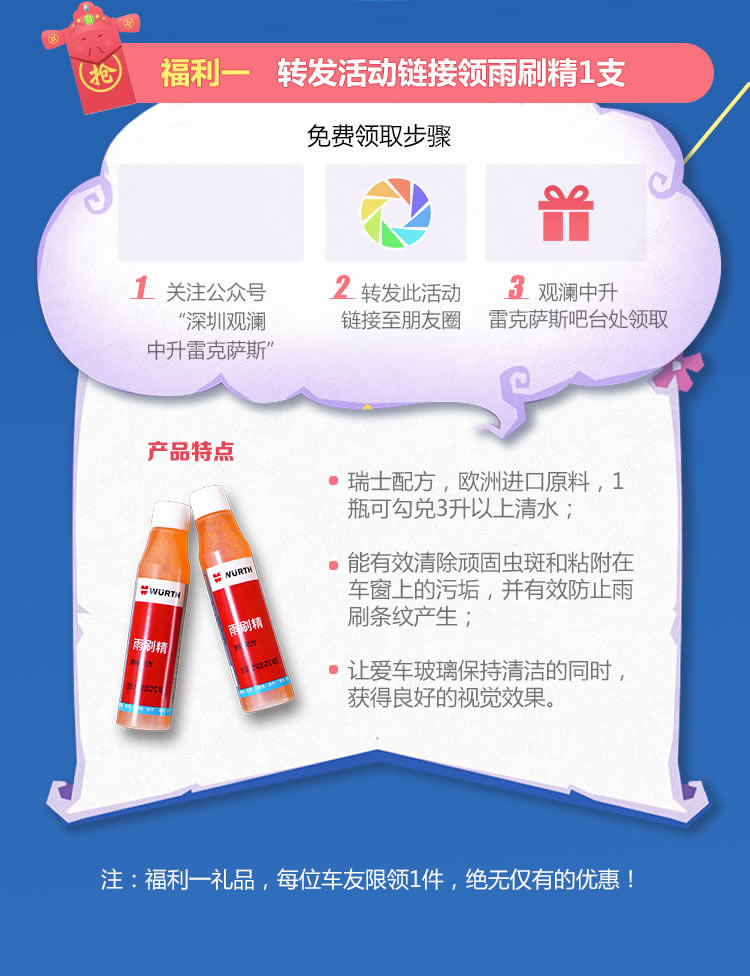 抢
福利一 转发活动链接领雨刷精1支
免费领取步骤
1 关注公众号
“深圳观澜
中升雷克萨斯”
2 转发此活动
链接至朋友圈
3 观澜中升
雷克萨斯吧台处领取
产品特点
瑞士配方，欧洲进口原料，1
瓶可勾兑3升以上清水；
能有效清除顽固虫斑和粘附在
车窗上的污垢，并有效防止雨
刷条纹产生；
让爱车玻璃保持清洁的同时，
获得良好的视觉效果。
WÜRTH
雨刷精
WÜRTH
雨刷精
注：福利一礼品，每位车友限领1件，绝无仅有的优惠！